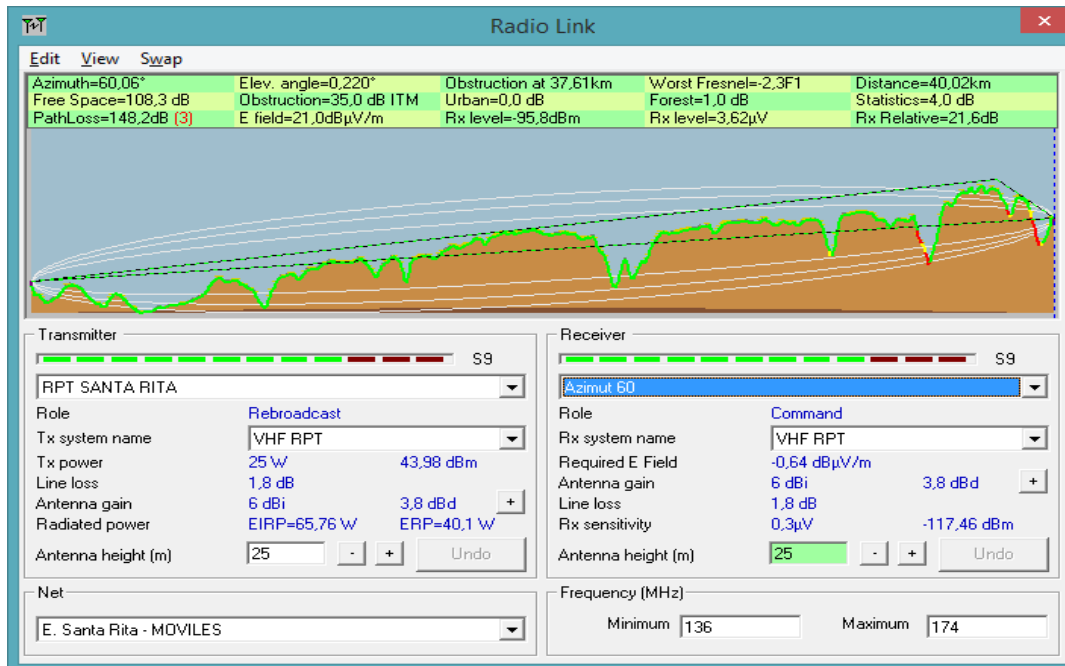 Radio Link
Edit View Swap
Azimuth=60,06° Elev. angle=0,220° Obstruction at 37,61km Worst Fresnel=-2,3F1 Distance=40,02km
Free Space=108,3 dB Obstruction=35,0 dB ITM Urban=0,0 dB Forest=1,0 dB Statistics=4,0 dB
PathLoss=148,2dB (3) E field=21,0dBµV/m Rx level=-95,8dBm Rx level=3,62µV Rx Relative=21,6dB
Transmitter
S9
RPT SANTA RITA
Role Rebroadcast
Tx system name VHF RPT
Tx power 25 W 43,98 dBm
Line loss 1,8 dB
Antenna gain 6 dBi 3,8 dBd +
Radiated power EIRP=65,76 W ERP=40,1 W
Antenna height (m) 25 - + Undo
Receiver
S9
Azimut 60
Role Command
Rx system name VHF RPT
Required E Field -0,64 dBµV/m
Antenna gain 6 dBi 3,8 dBd +
Line loss 1,8 dB
Rx sensitivity 0,3µV -117,46 dBm
Antenna height (m) 25 - + Undo
Net
E. Santa Rita - MOVILES
Frequency (MHz)
Minimum 136 Maximum 174